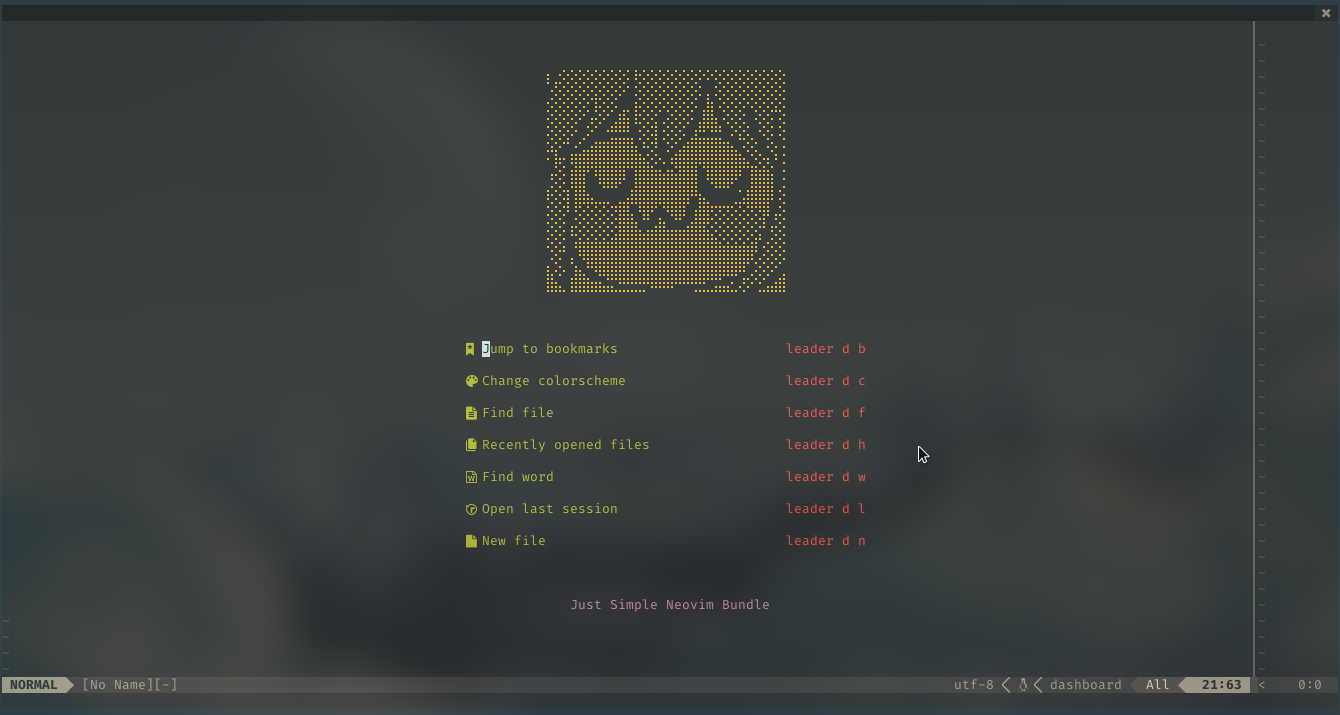 Jump to bookmarks leader d b
Change colorscheme leader d c
Find file leader d f
Recently opened files leader d h
Find word leader d w
Open last session leader d l
New file leader d n
Just Simple Neovim Bundle
NORMAL [No Name][-] utf-8 < < dashboard All 21:63 < 0:0